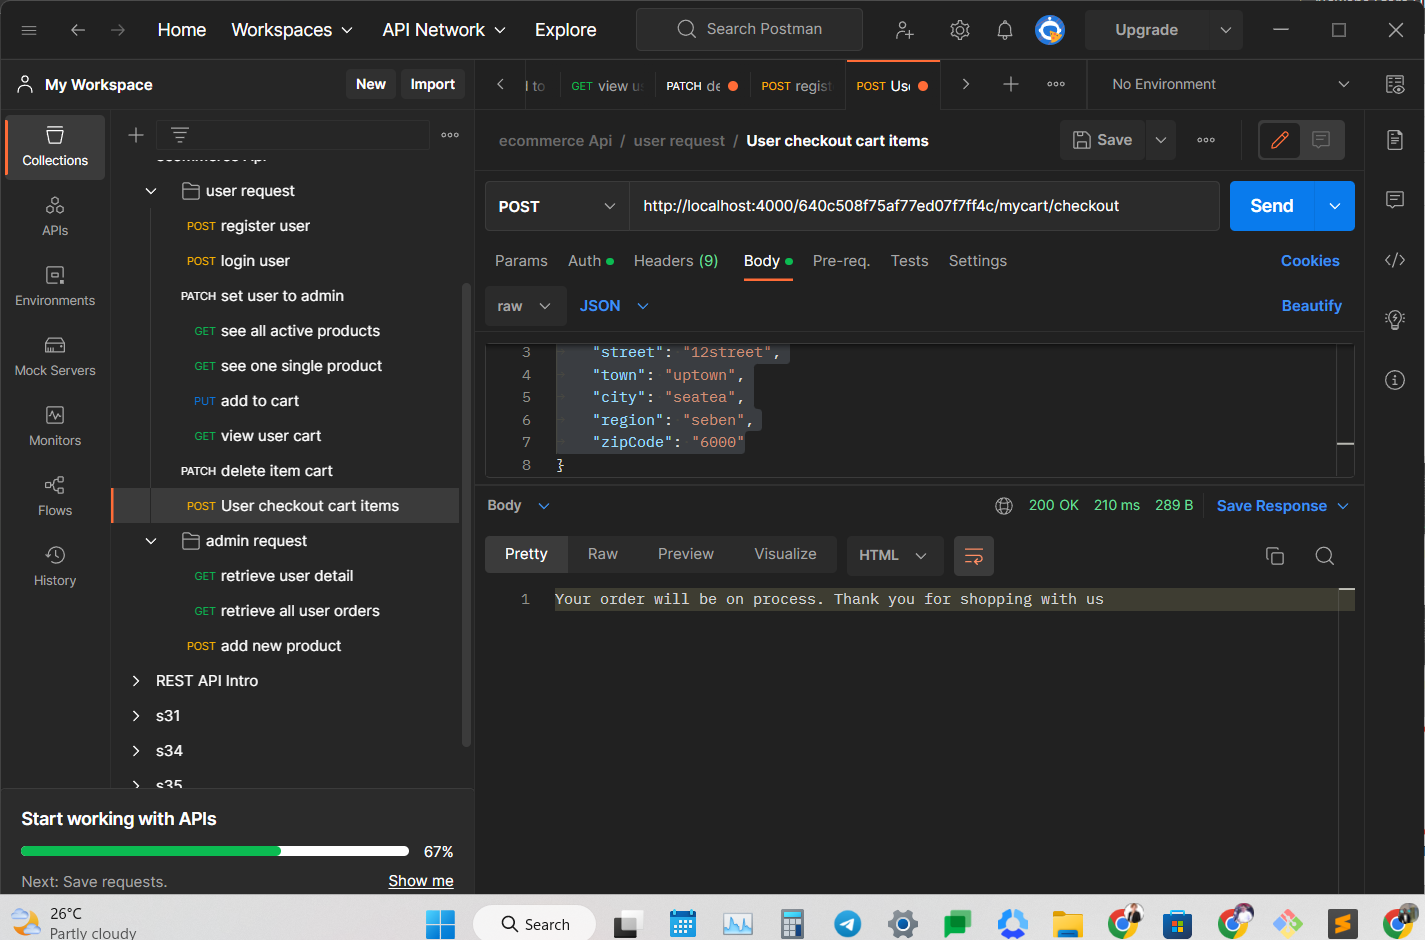 Home
Workspaces
API Network
Explore
Search Postman
Upgrade
My Workspace
New
Import
GET view
PATCH de
POST regist
POST Use
No Environment
Collections
APIs
Environments
Mock Servers
Monitors
Flows
History
user request
POST register user
POST login user
PATCH set user to admin
GET see all active products
GET see one single product
PUT add to cart
GET view user cart
PATCH delete item cart
POST User checkout cart items
admin request
GET retrieve user detail
GET retrieve all user orders
POST add new product
REST API Intro
s31
s34
s35
Start working with APIs
67%
Next: Save requests.
Show me
ecommerce Api / user request / User checkout cart items
Save
POST
http://localhost:4000/640c508f75af77ed07f7ff4c/mycart/checkout
Send
Params
Auth
Headers (9)
Body
Pre-req.
Tests
Settings
Cookies
raw
JSON
Beautify
3 "street": "12street",
4 "town": "uptown",
5 "city": "seatea",
6 "region": "seben",
7 "zipCode": "6000"
8 }
Body
200 OK
210 ms
289 B
Save Response
Pretty
Raw
Preview
Visualize
HTML
1 Your order will be on process. Thank you for shopping with us
26°C
Partly cloudy
Search